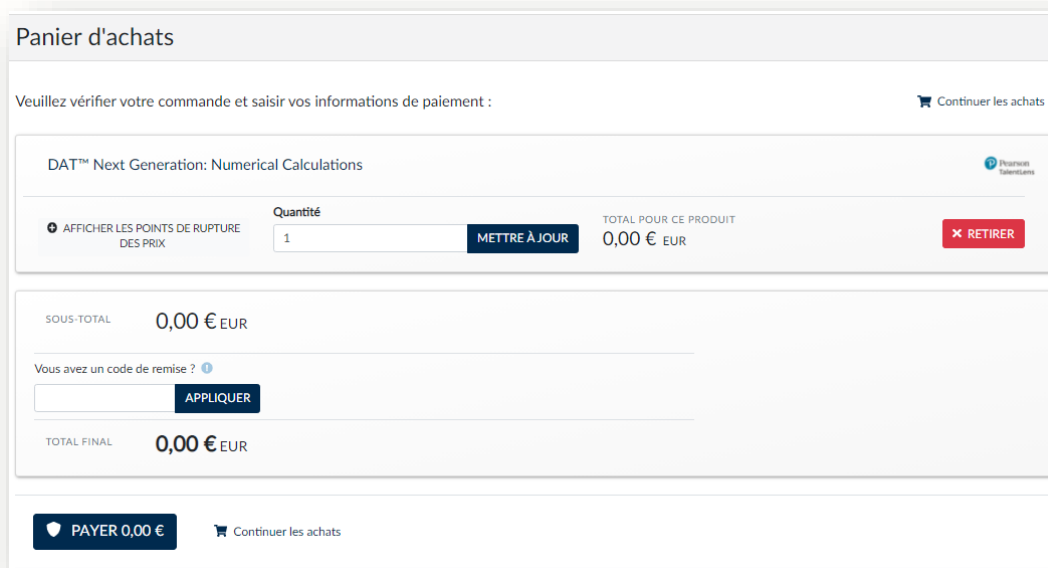 Panier d'achats
Veuillez vérifier votre commande et saisir vos informations de paiement :
Continuer les achats
DAT™ Next Generation: Numerical Calculations
Pearson
TalentLens
AFFICHER LES POINTS DE RUPTURE
DES PRIX
Quantité
1
METTRE À JOUR
TOTAL POUR CE PRODUIT
0,00 € EUR
RETIRER
SOUS-TOTAL
0,00 € EUR
Vous avez un code de remise ?
APPLIQUER
TOTAL FINAL
0,00 € EUR
PAYER 0,00 €
Continuer les achats